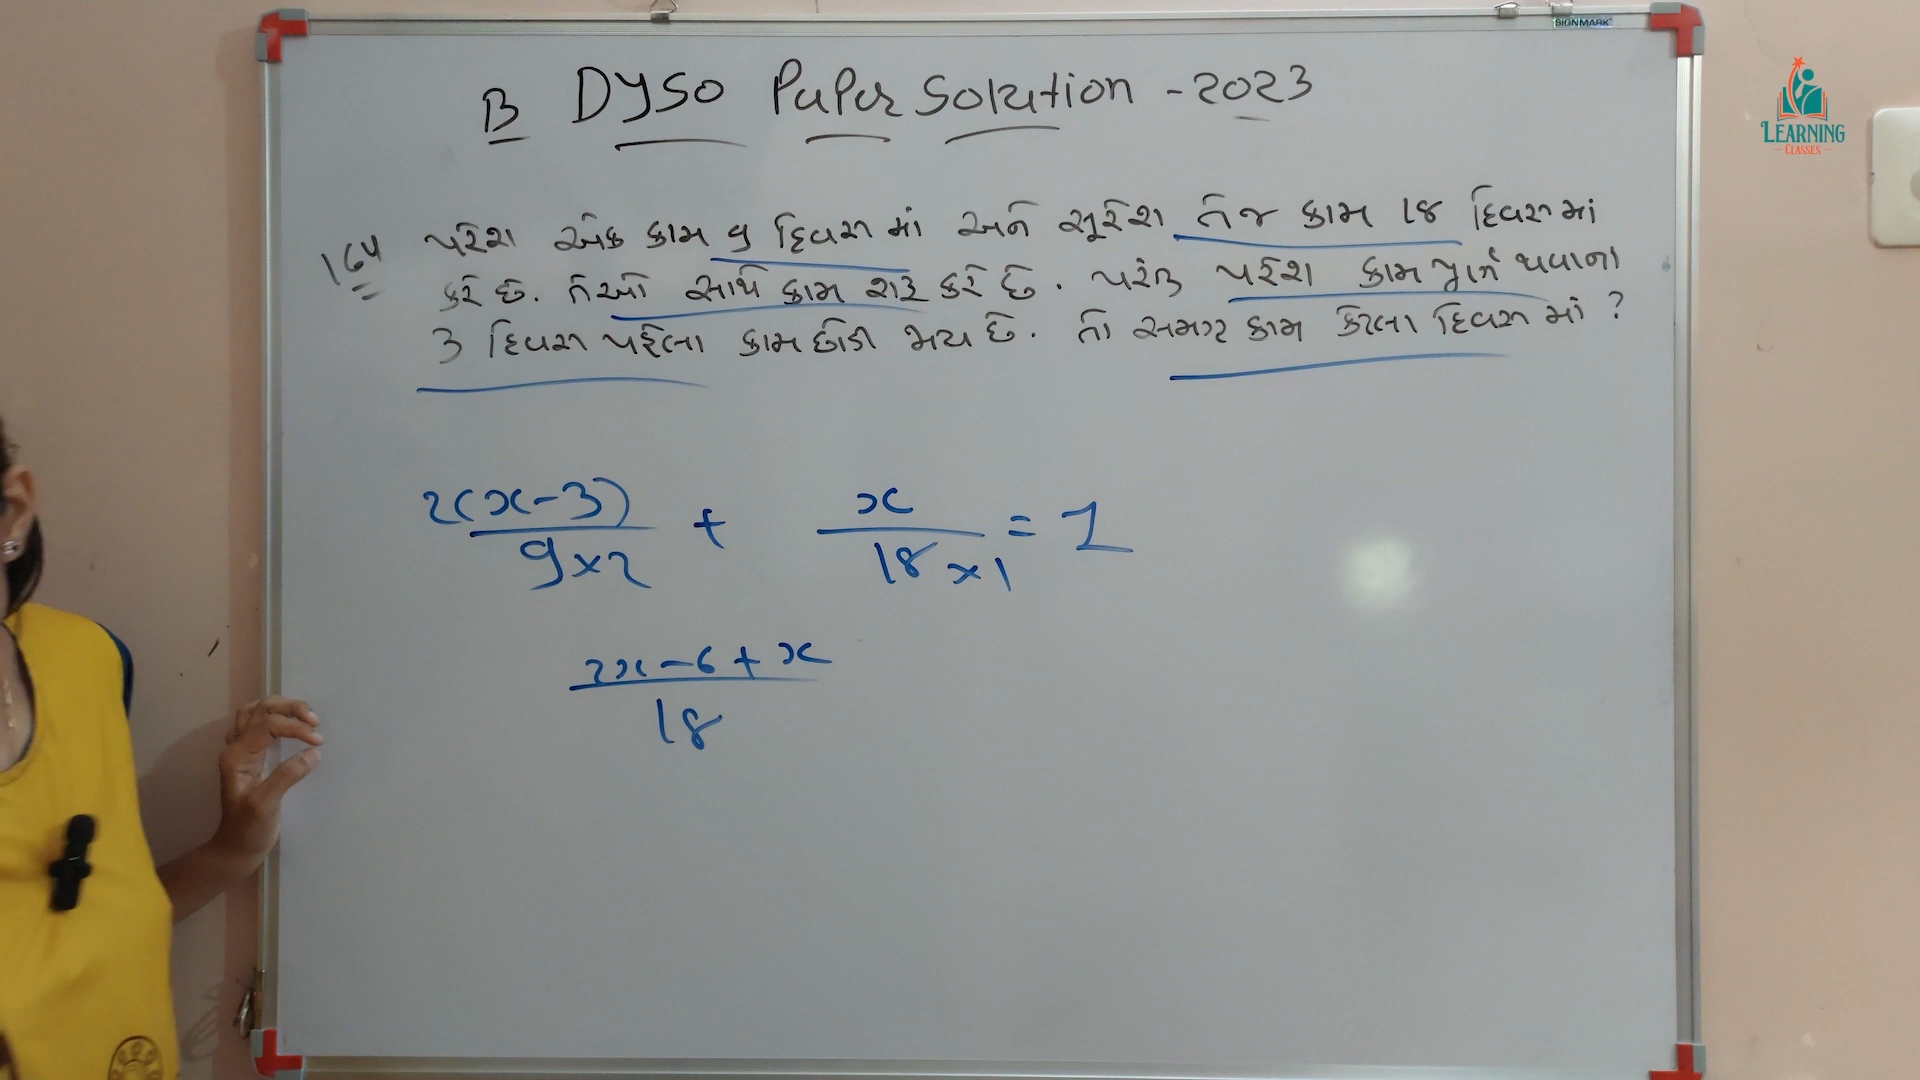 SIGNMARK
B DYSO Paper Solution - 2023
LEARNING
CLASSES
164 પરેશ એક કામ 9 દિવસમાં અને સુરેશ તેજ કામ 18 દિવસમાં
કરે છે. તેઓ સાથે કામ શરૂ કરે છે. પરંતુ પરેશ કામ પુર્ણ થવાના
3 દિવસ પહેલા કામ છોડી જાય છે. તો સમગ્ર કામ કેટલા દિવસમાં ?
2(x-3) / 9×2 + x / 18×1 = 1
2x-6+x / 18